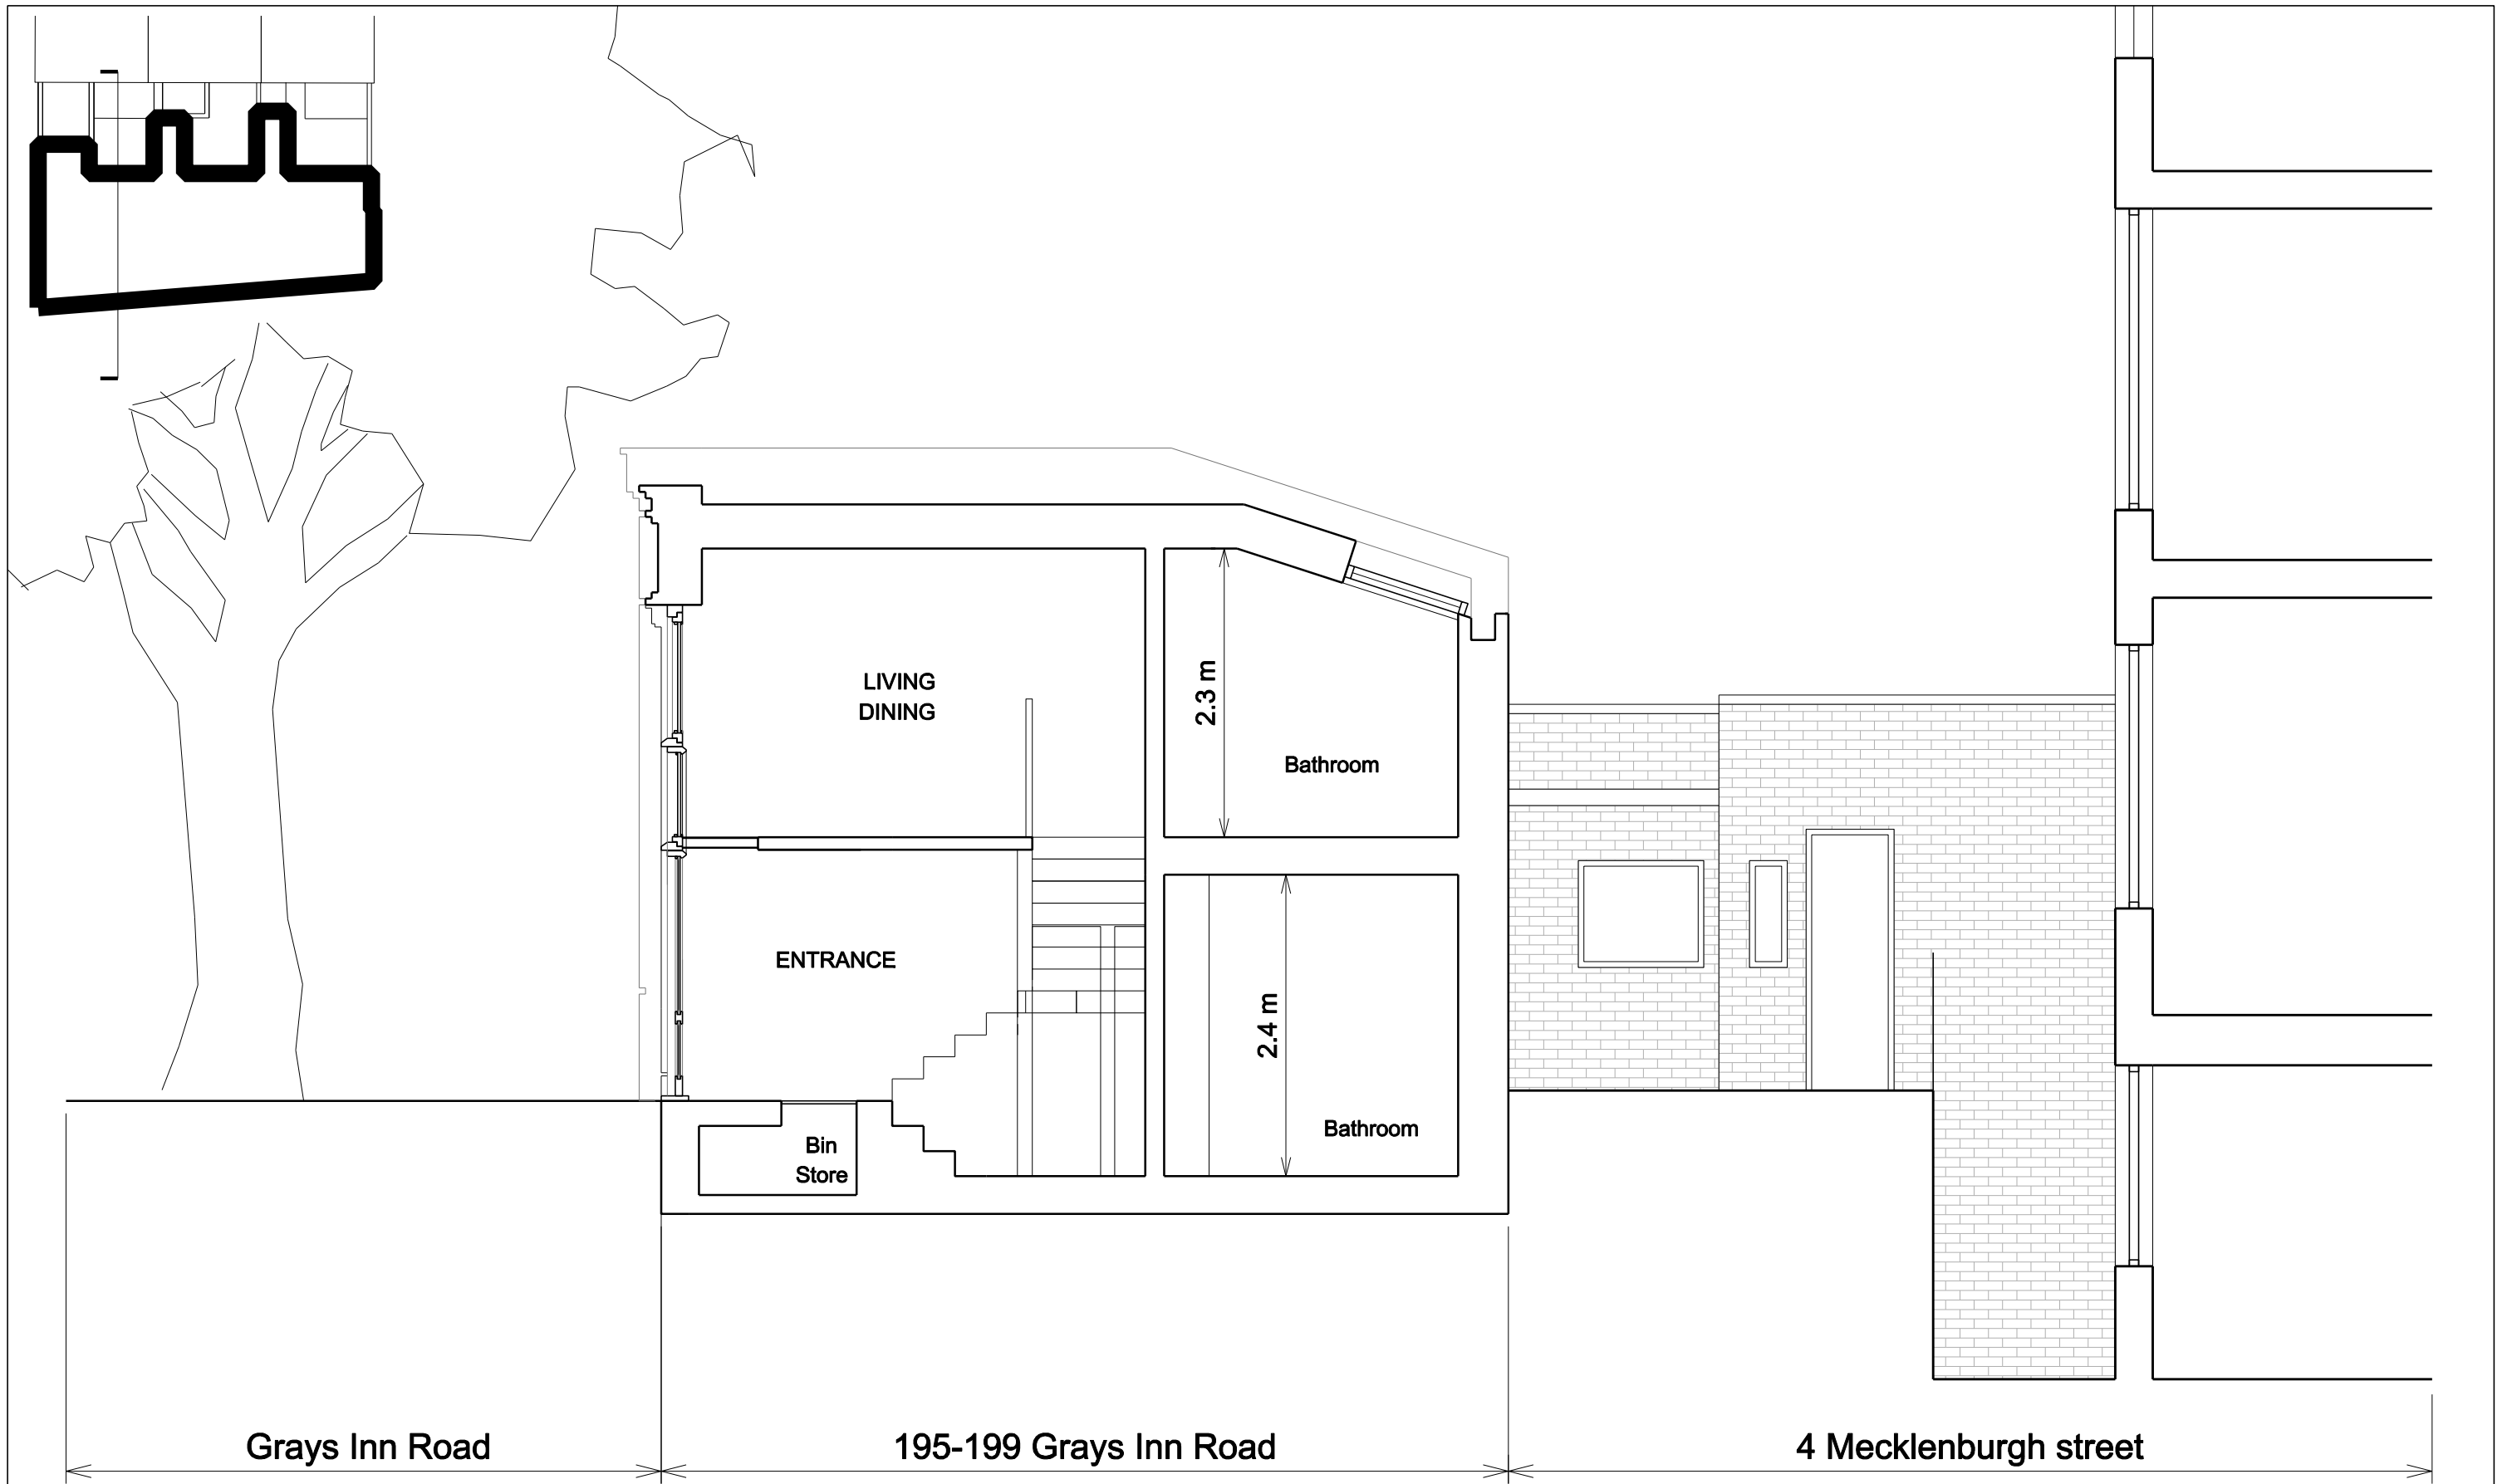 LIVING
DINING
2.3 m
Bathroom
ENTRANCE
2.4 m
Bathroom
Bin
Store
Grays Inn Road
195-199 Grays Inn Road
4 Mecklenburgh street